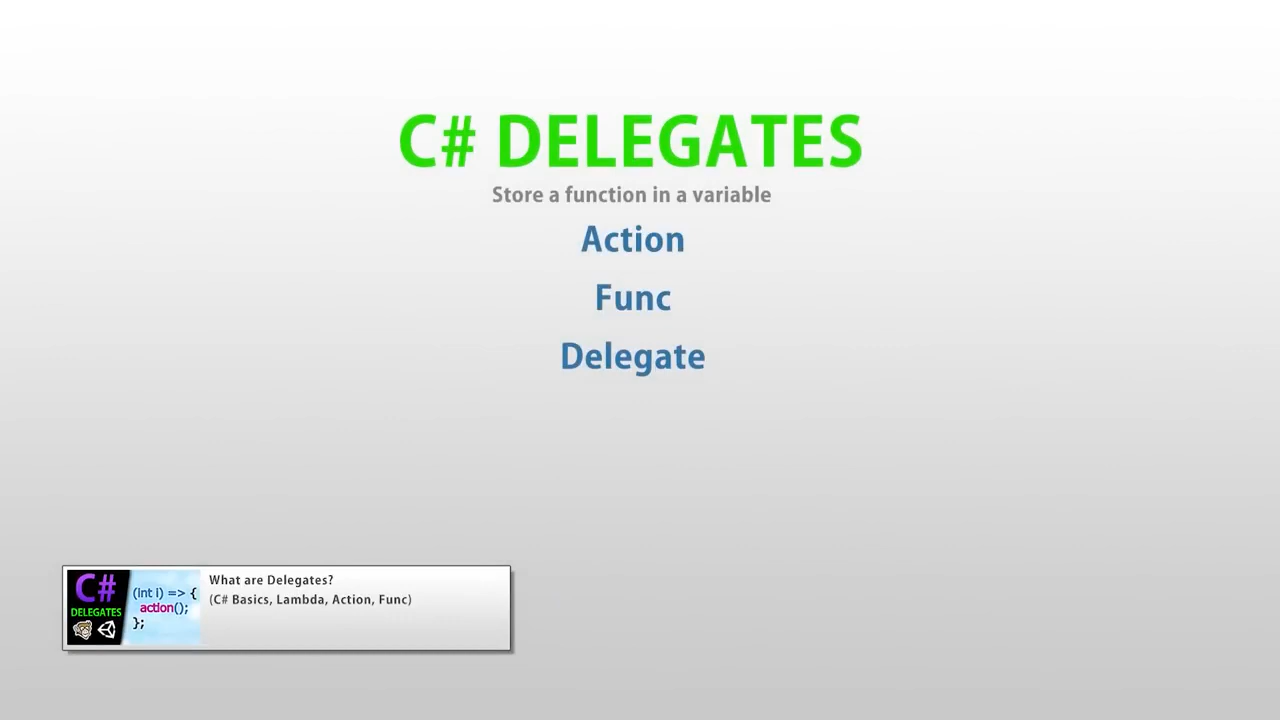 C# DELEGATES
Store a function in a variable
Action
Func
Delegate
C#
DELEGATES
(int i) => {
action();
};
What are Delegates?
(C# Basics, Lambda, Action, Func)